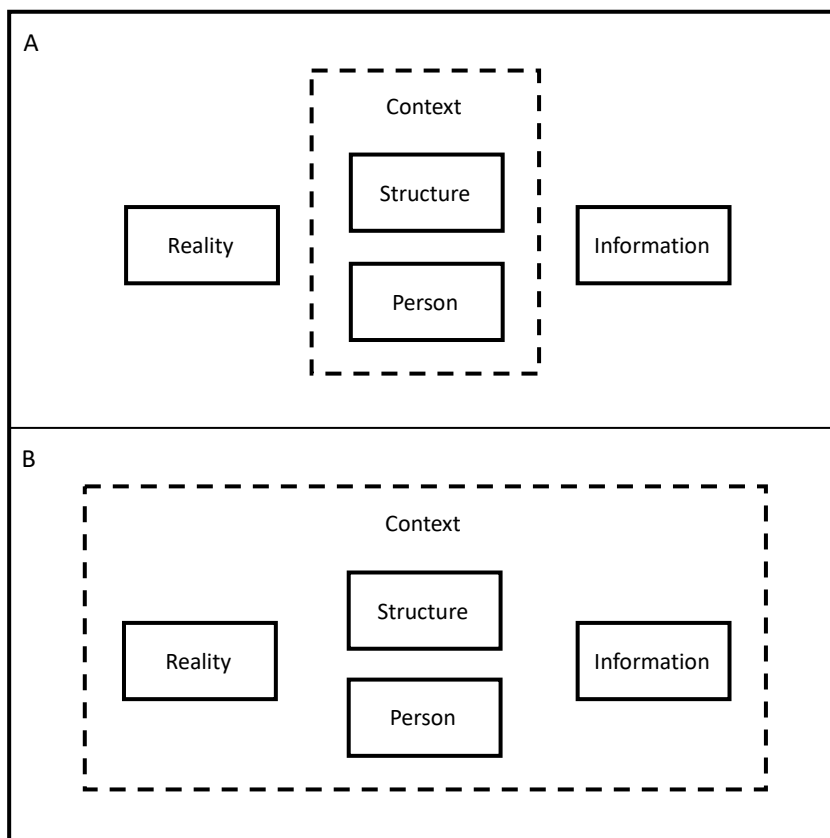 A
Context
Structure
Reality
Information
Person
B
Context
Structure
Reality
Information
Person